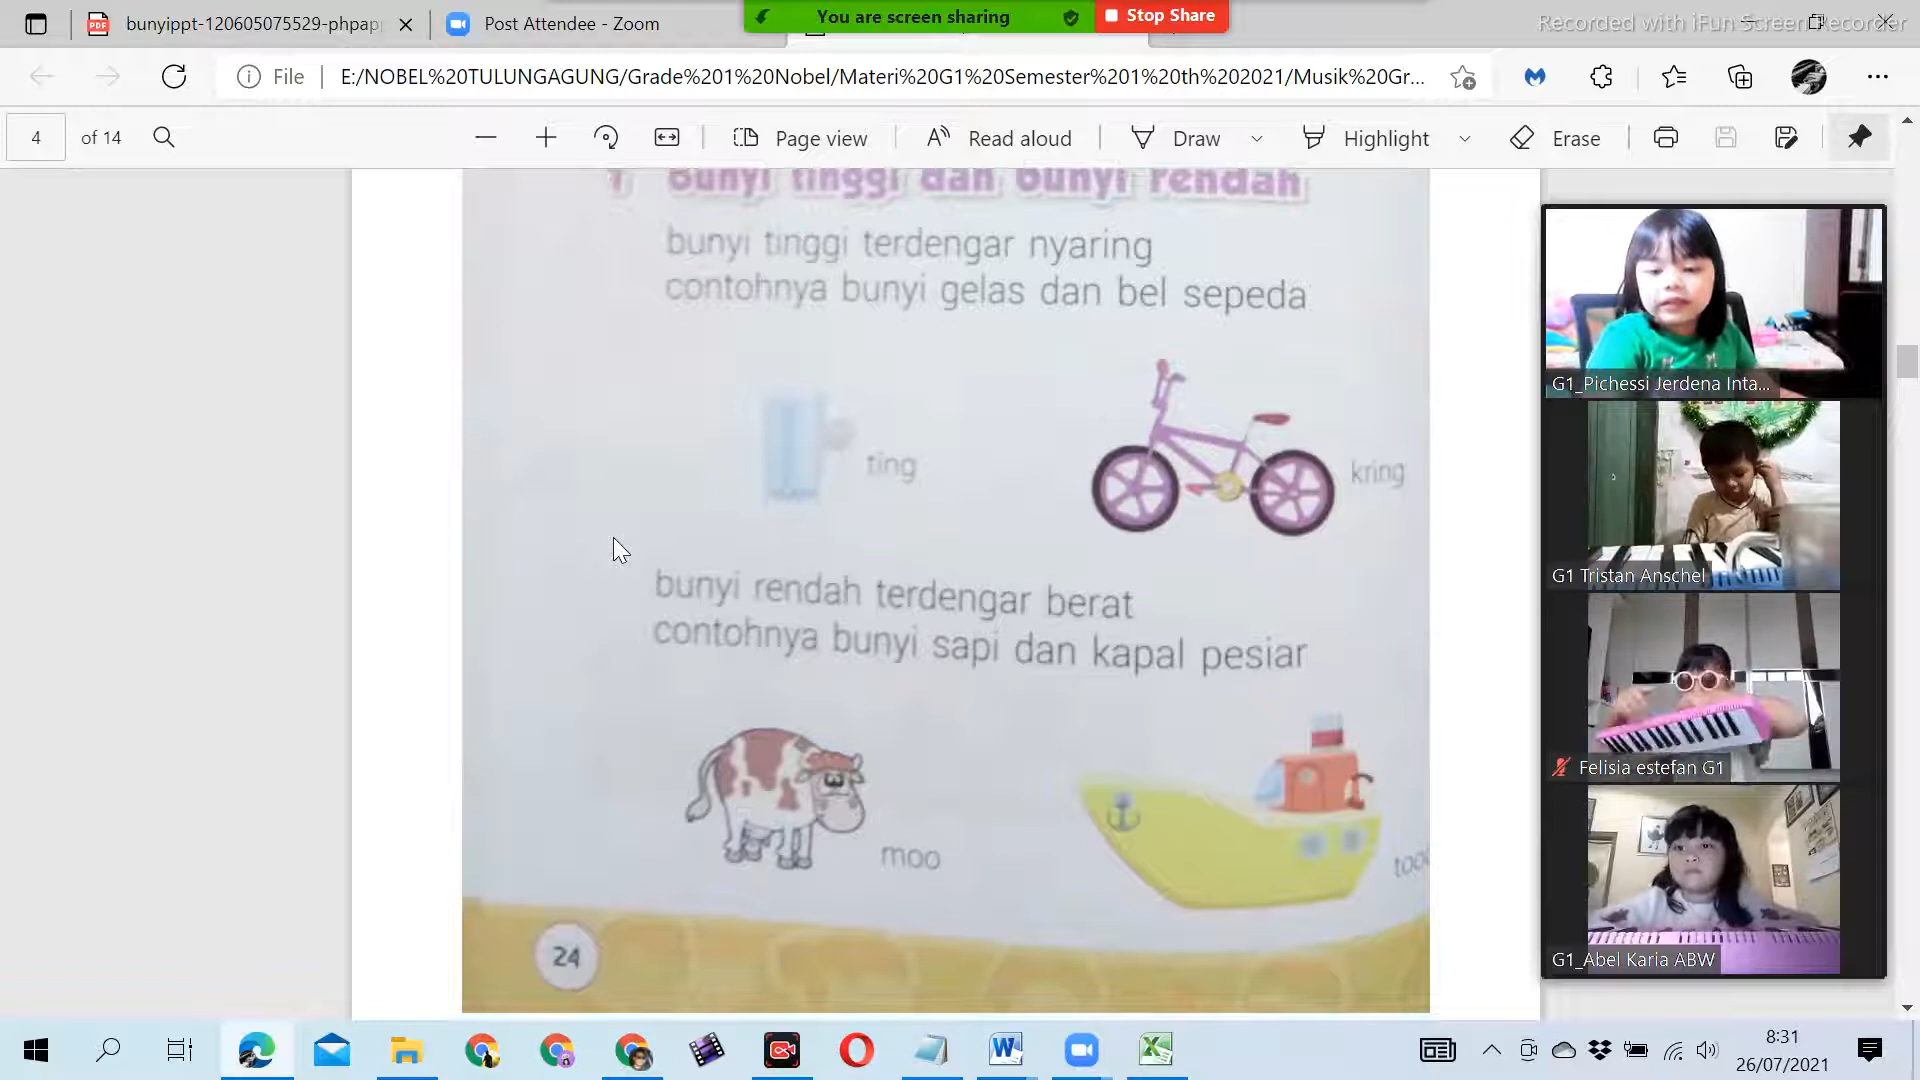 bunyippt-120605075529-phpapp
Post Attendee - Zoom
You are screen sharing
Stop Share
Recorded with iFun Screen Recorder
File
E:/NOBEL%20TULUNGAGUNG/Grade%201%20Nobel/Materi%20G1%20Semester%201%20th%202021/Musik%20Gr...
4
of 14
Page view
Read aloud
Draw
Highlight
Erase
1 Bunyi tinggi dan bunyi rendah
bunyi tinggi terdengar nyaring
contohnya bunyi gelas dan bel sepeda
ting
kring
bunyi rendah terdengar berat
contohnya bunyi sapi dan kapal pesiar
moo
24
G1_Pichessi Jerdena Inta...
G1 Tristan Anschel
Felisia estefan G1
G1_Abel Karia ABW
8:31
26/07/2021